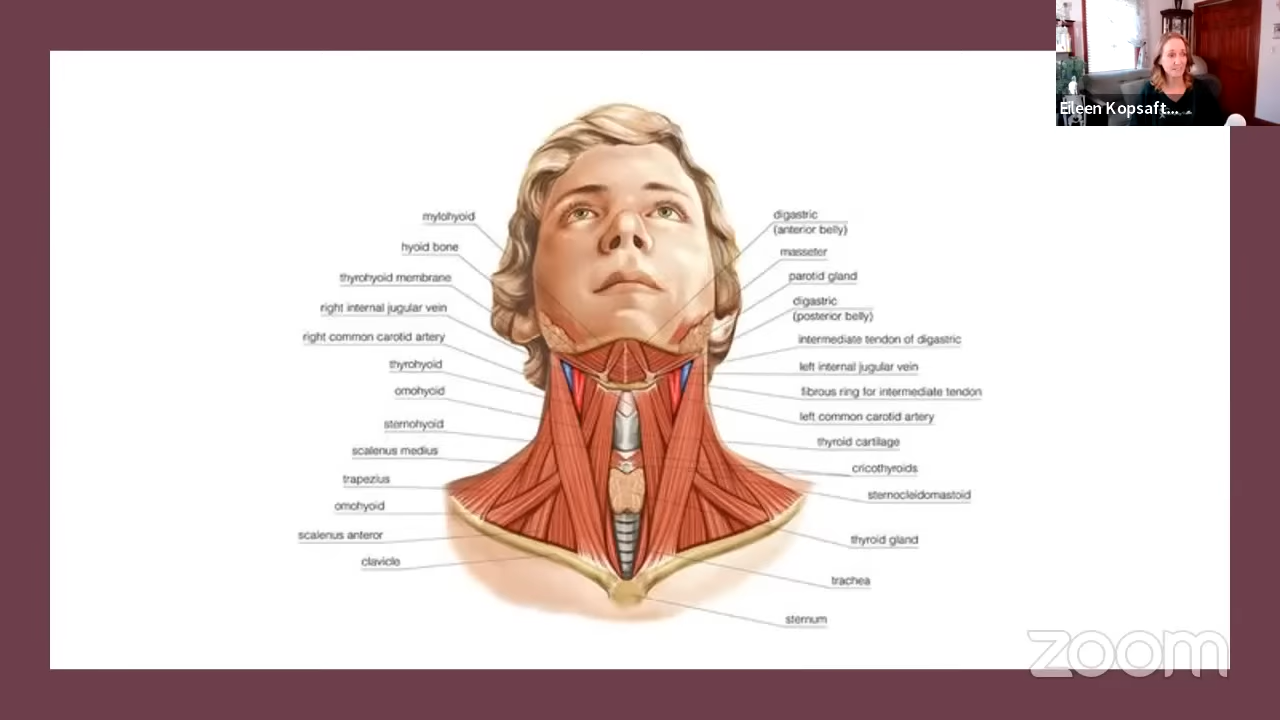 Eileen Kopsaft...
mylohyoid
hyoid bone
thyrohyoid membrane
right internal jugular vein
right common carotid artery
thyrohyoid
omohyoid
sternohyoid
scalenus medius
trapezius
omohyoid
scalenus anteror
clavicle
digastric
(anterior belly)
masseter
parotid gland
digastric
(posterior belly)
intermediate tendon of digastric
left internal jugular vein
fibrous ring for intermediate tendon
left common carotid artery
thyroid cartilage
cricothyroids
sternocleidomastoid
thyroid gland
trachea
sternum
zoom